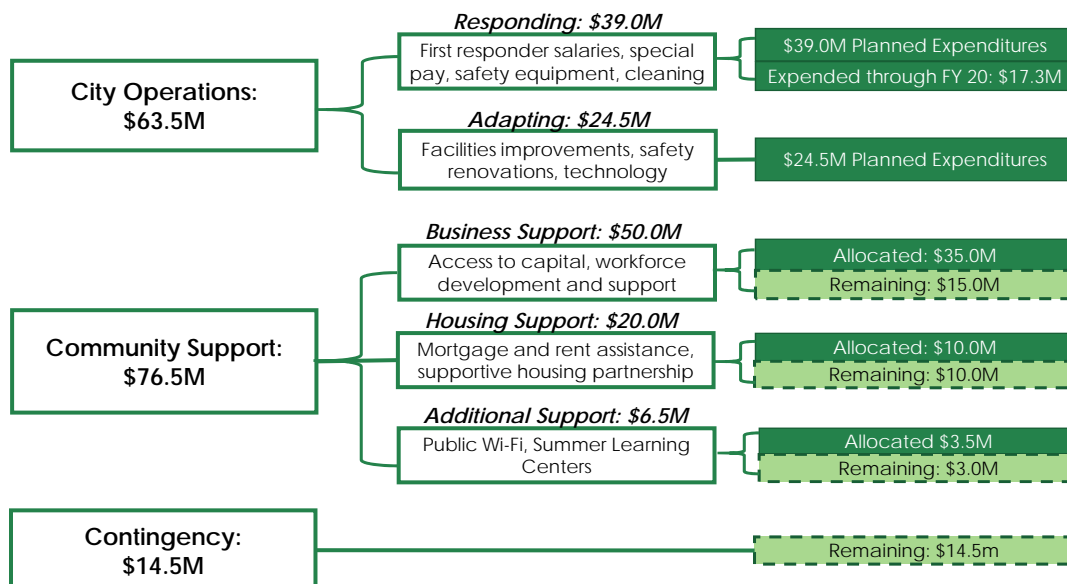 Responding: $39.0M
First responder salaries, special
pay, safety equipment, cleaning
$39.0M Planned Expenditures
Expended through FY 20: $17.3M
City Operations:
$63.5M
Adapting: $24.5M
Facilities improvements, safety
renovations, technology
$24.5M Planned Expenditures
Business Support: $50.0M
Access to capital, workforce
development and support
Allocated: $35.0M
Remaining: $15.0M
Community Support:
$76.5M
Housing Support: $20.0M
Mortgage and rent assistance,
supportive housing partnership
Allocated: $10.0M
Remaining: $10.0M
Additional Support: $6.5M
Public Wi-Fi, Summer Learning
Centers
Allocated $3.5M
Remaining: $3.0M
Contingency:
$14.5M
Remaining: $14.5m